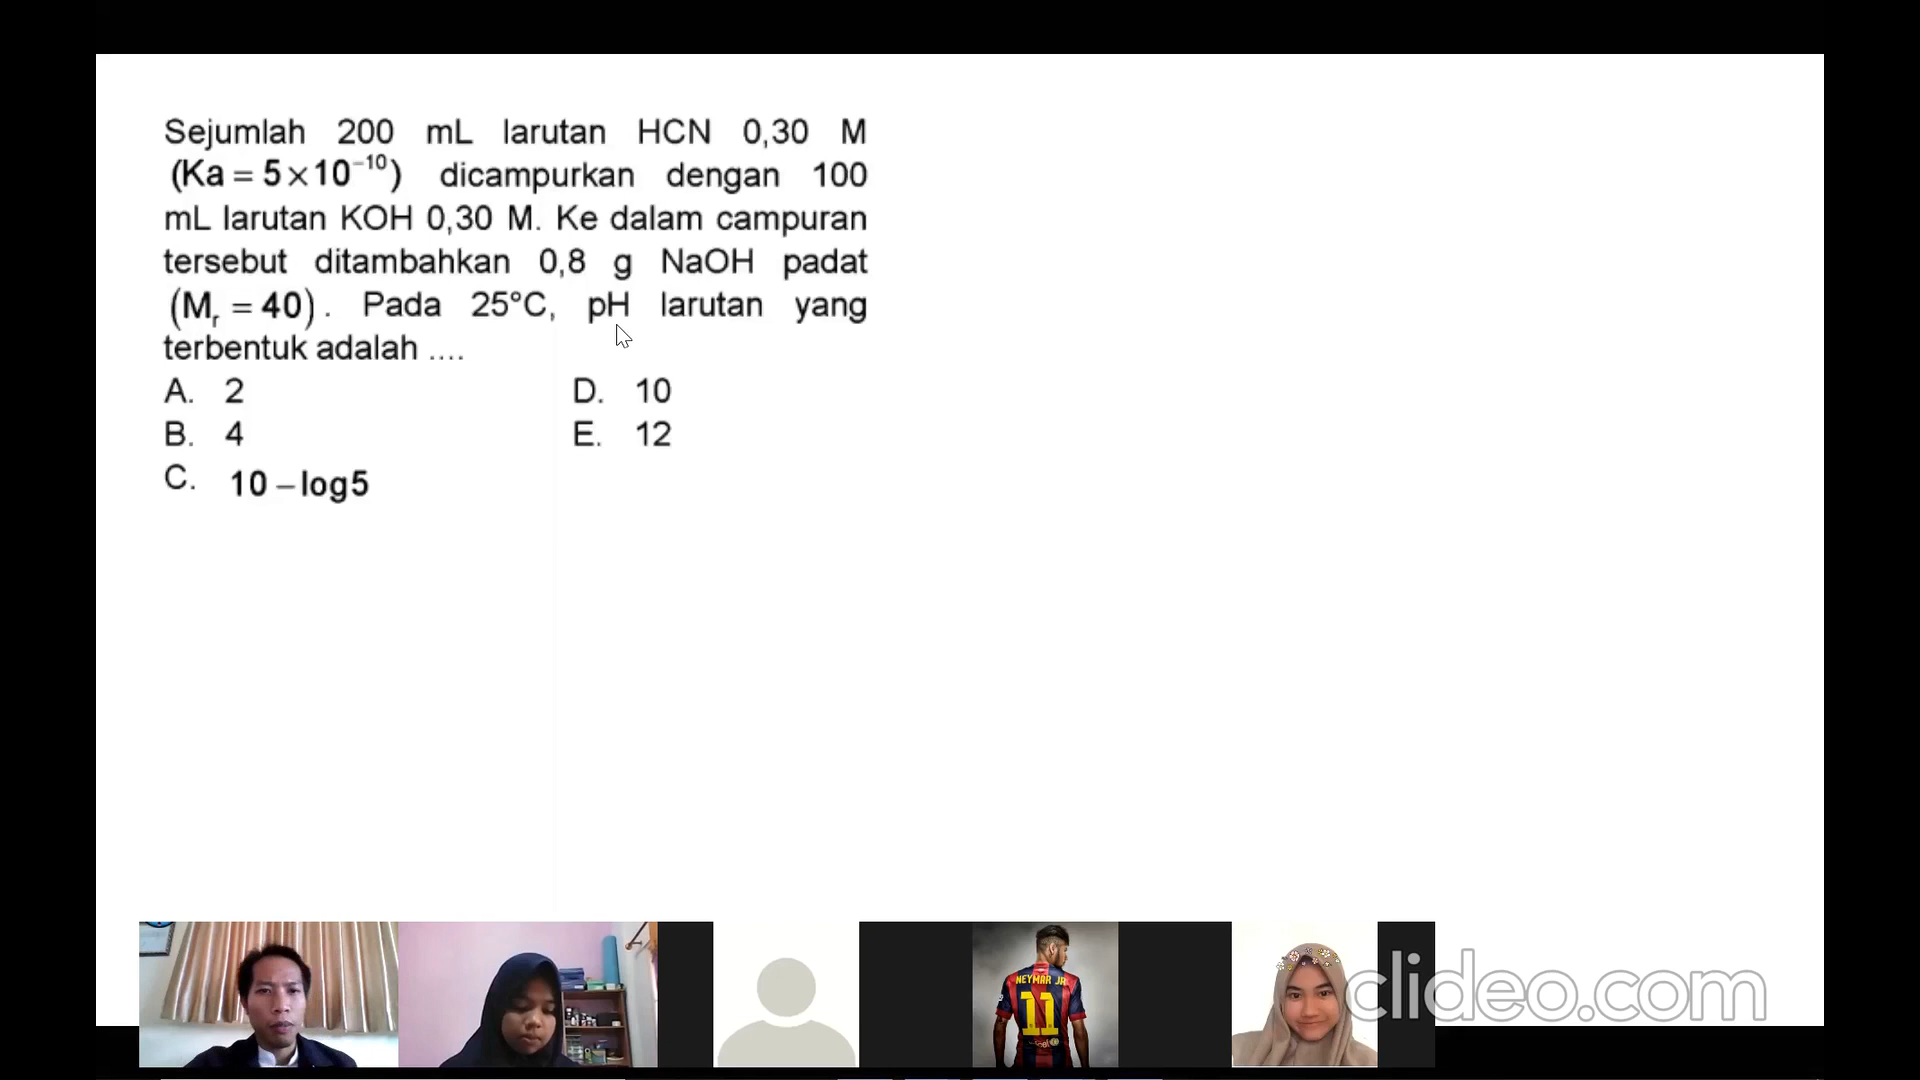 Sejumlah 200 mL larutan HCN 0,30 M
(Ka = 5×10⁻¹⁰) dicampurkan dengan 100
mL larutan KOH 0,30 M. Ke dalam campuran
tersebut ditambahkan 0,8 g NaOH padat
(Mᵣ = 40). Pada 25°C, pH larutan yang
terbentuk adalah ....
A. 2
B. 4
C. 10 – log5
D. 10
E. 12
NEYMAR JR
11
clideo.com